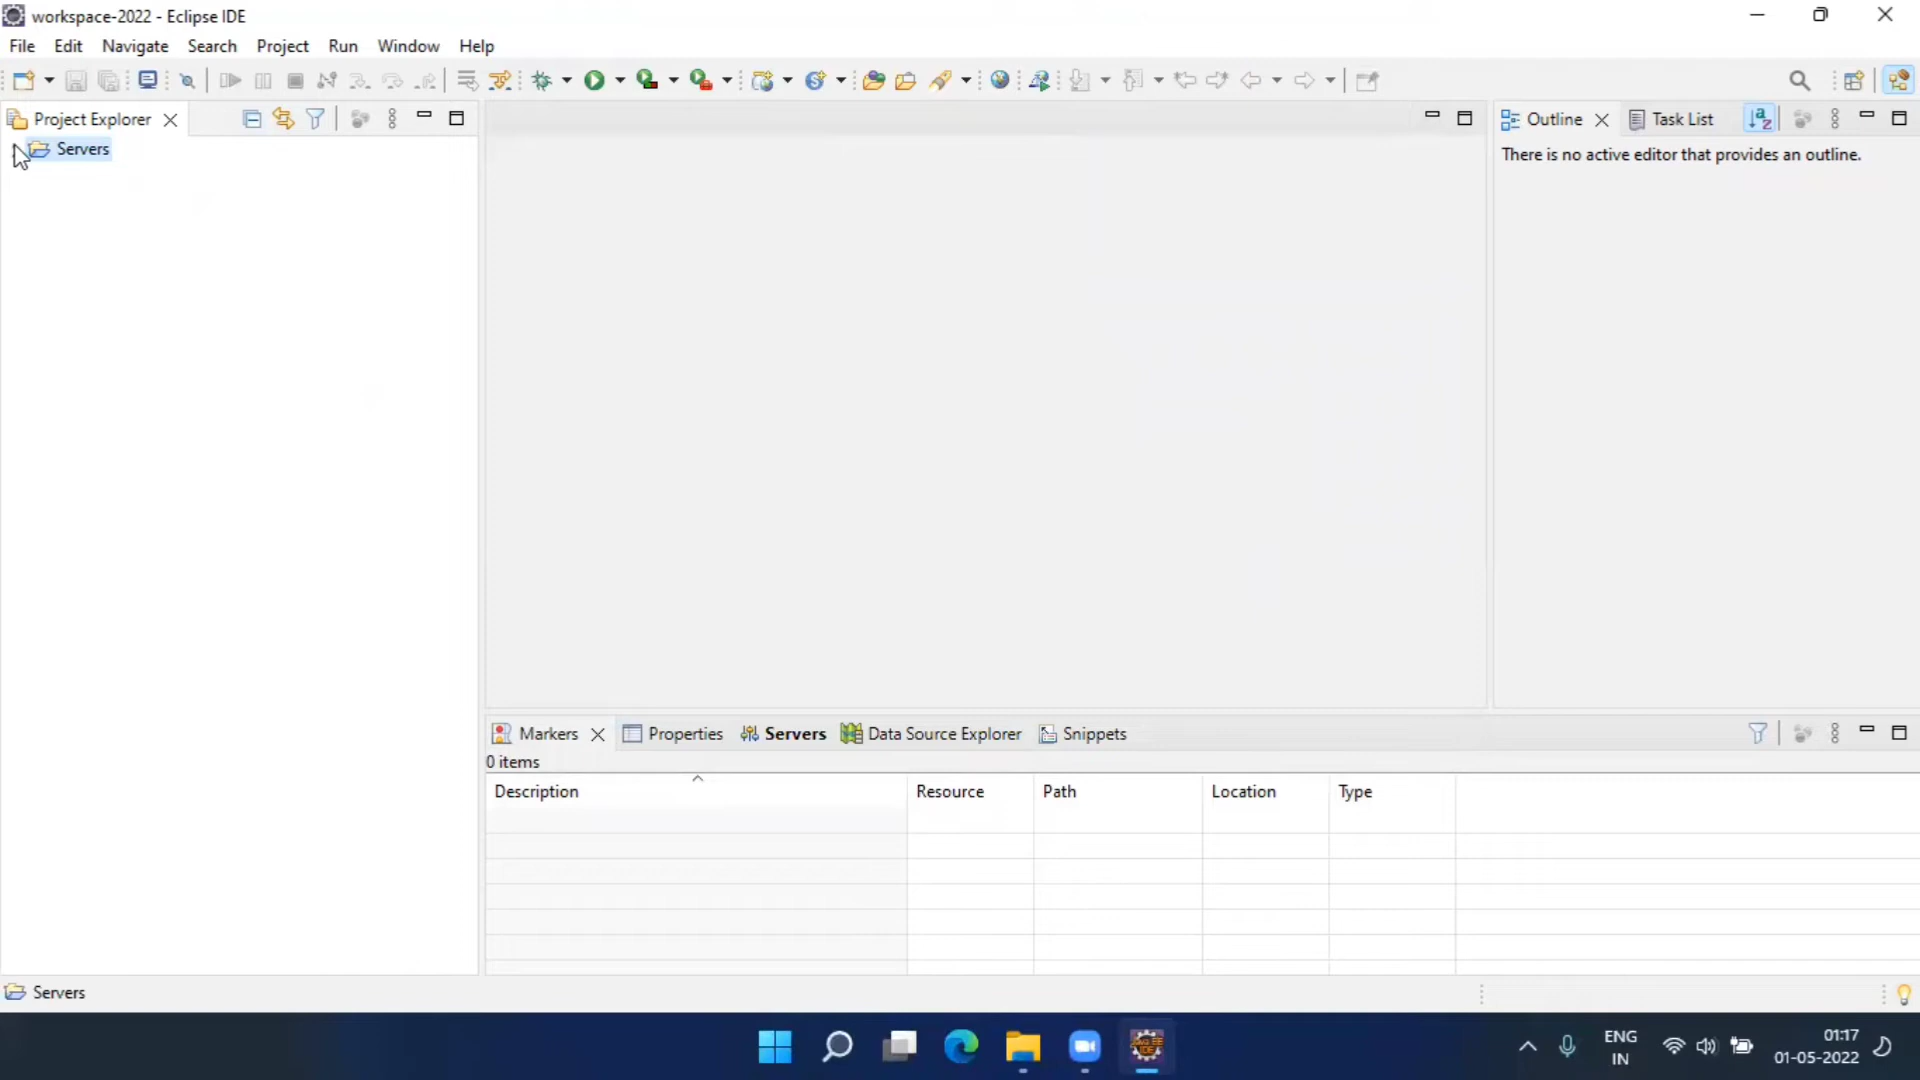 workspace-2022 - Eclipse IDE
File Edit Navigate Search Project Run Window Help
Project Explorer
Servers
Outline
Task List
There is no active editor that provides an outline.
Markers
Properties
Servers
Data Source Explorer
Snippets
0 items
Description Resource Path Location Type
Servers
ENG
IN
01:17
01-05-2022